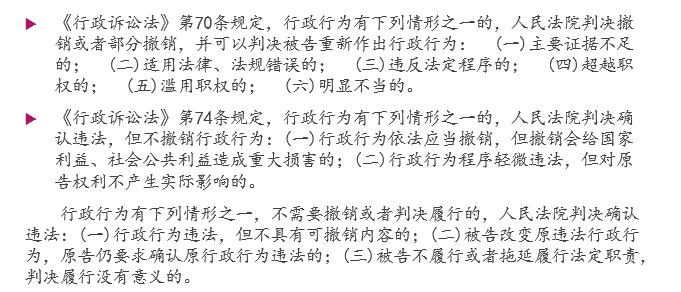 《行政诉讼法》第70条规定，行政行为有下列情形之一的，人民法院判决撤
销或者部分撤销，并可以判决被告重新作出行政行为： (一)主要证据不足
的； (二)适用法律、法规错误的； (三)违反法定程序的； (四)超越职
权的； (五)滥用职权的； (六)明显不当的。
《行政诉讼法》第74条规定，行政行为有下列情形之一的，人民法院判决确
认违法，但不撤销行政行为：(一)行政行为依法应当撤销，但撤销会给国家
利益、社会公共利益造成重大损害的；(二)行政行为程序轻微违法，但对原
告权利不产生实际影响的。
行政行为有下列情形之一，不需要撤销或者判决履行的，人民法院判决确认
违法：(一)行政行为违法，但不具有可撤销内容的；(二)被告改变原违法行政行
为，原告仍要求确认原行政行为违法的；(三)被告不履行或者拖延履行法定职责，
判决履行没有意义的。